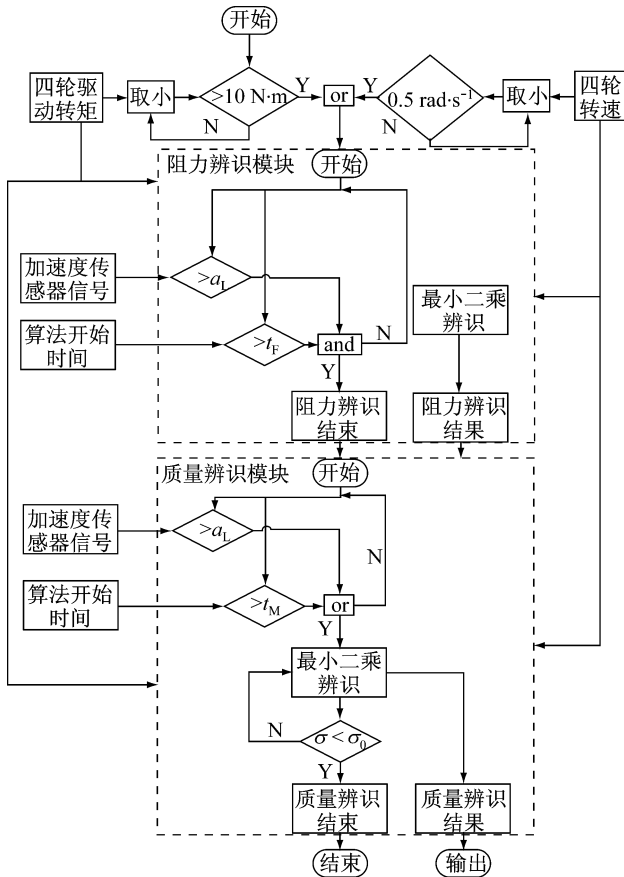 开始
四轮驱
动转矩
取小
>10 N·m
Y
or
Y
0.5 rad·s⁻¹
取小
四轮
转速
N
N
阻力辨识模块
开始
加速度传
感器信号
>a_L
最小二乘
辨识
算法开始
时间
>t_F
and
N
Y
阻力辨识
结束
阻力辨识
结果
质量辨识模块
开始
加速度传
感器信号
>a_L
N
算法开始
时间
>t_M
or
Y
最小二乘
辨识
N
σ<σ₀
Y
质量辨识
结束
质量辨识
结果
结束
输出